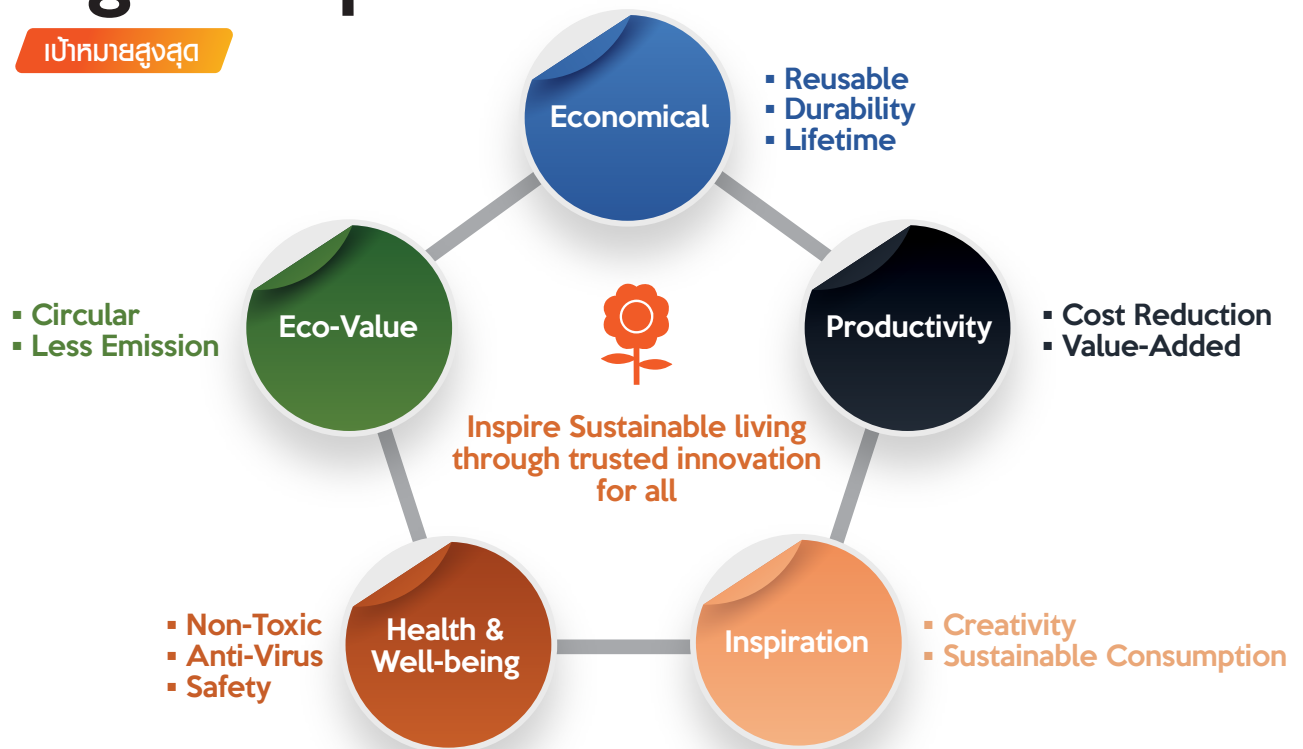 เป้าหมายสูงสุด
Economical
▪ Reusable
▪ Durability
▪ Lifetime
Eco-Value
▪ Circular
▪ Less Emission
Productivity
▪ Cost Reduction
▪ Value-Added
Inspire Sustainable living
through trusted innovation
for all
Health &
Well-being
▪ Non-Toxic
▪ Anti-Virus
▪ Safety
Inspiration
▪ Creativity
▪ Sustainable Consumption